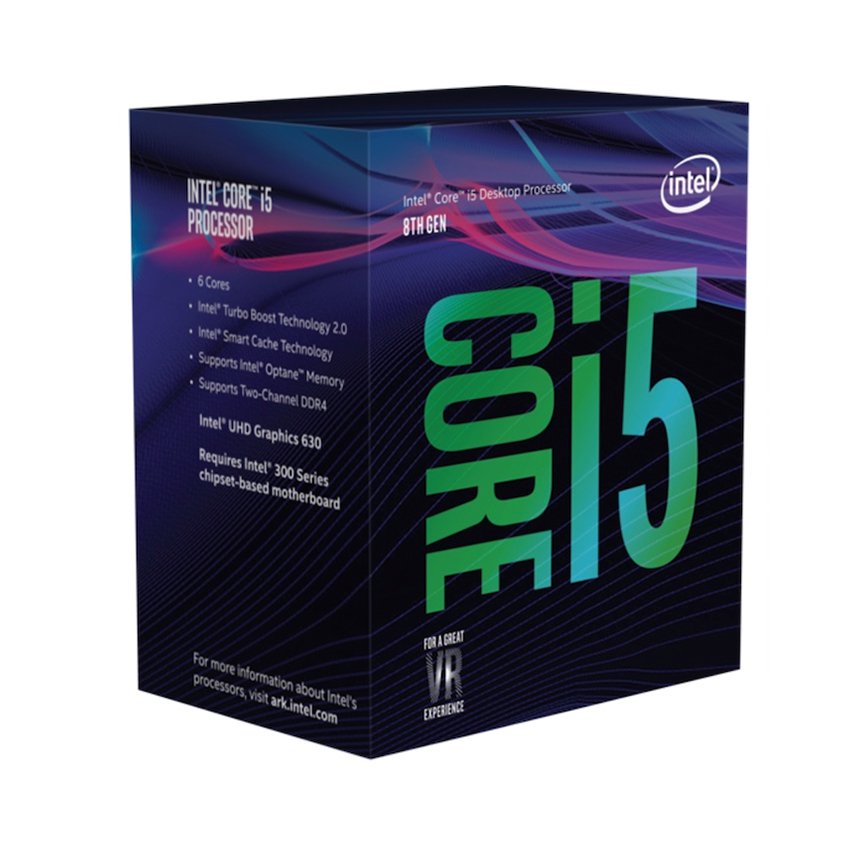 INTEL® CORE™ i5
PROCESSOR
• 6 Cores
• Intel® Turbo Boost Technology 2.0
• Intel® Smart Cache Technology
• Supports Intel® Optane™ Memory
• Supports Two-Channel DDR4
Intel® UHD Graphics 630
Requires Intel® 300 Series
chipset-based motherboard
For more information about Intel's
processors, visit ark.intel.com
Intel® Core™ i5 Desktop Processor
8TH GEN
intel
CORE
i5
FOR A GREAT
VR
EXPERIENCE